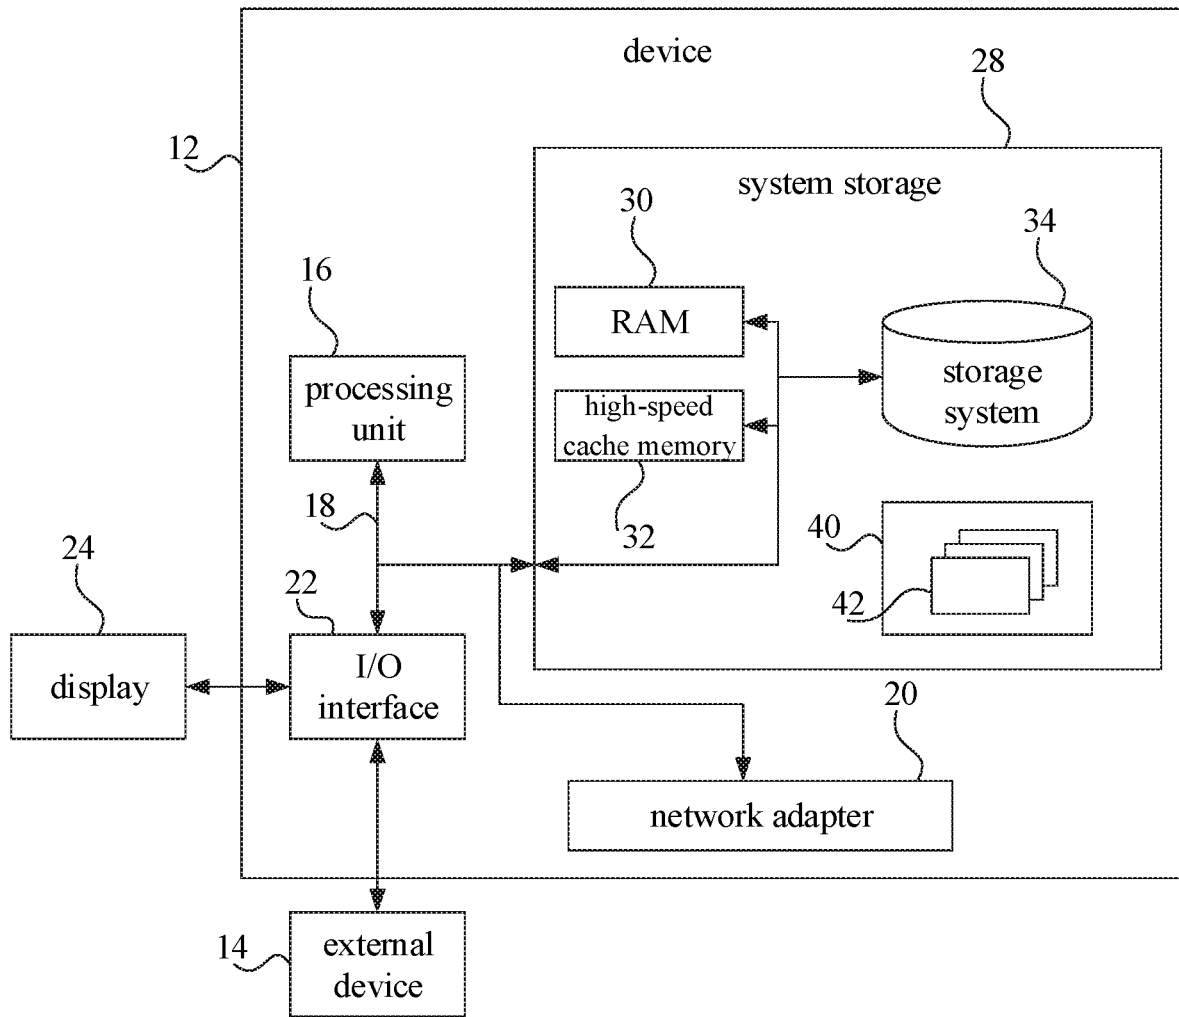 device
28
12
system storage
30
34
16
RAM
processing
unit
storage
system
high-speed
cache memory
18
32
40
24
22
42
display
I/O
interface
20
network adapter
14
external
device